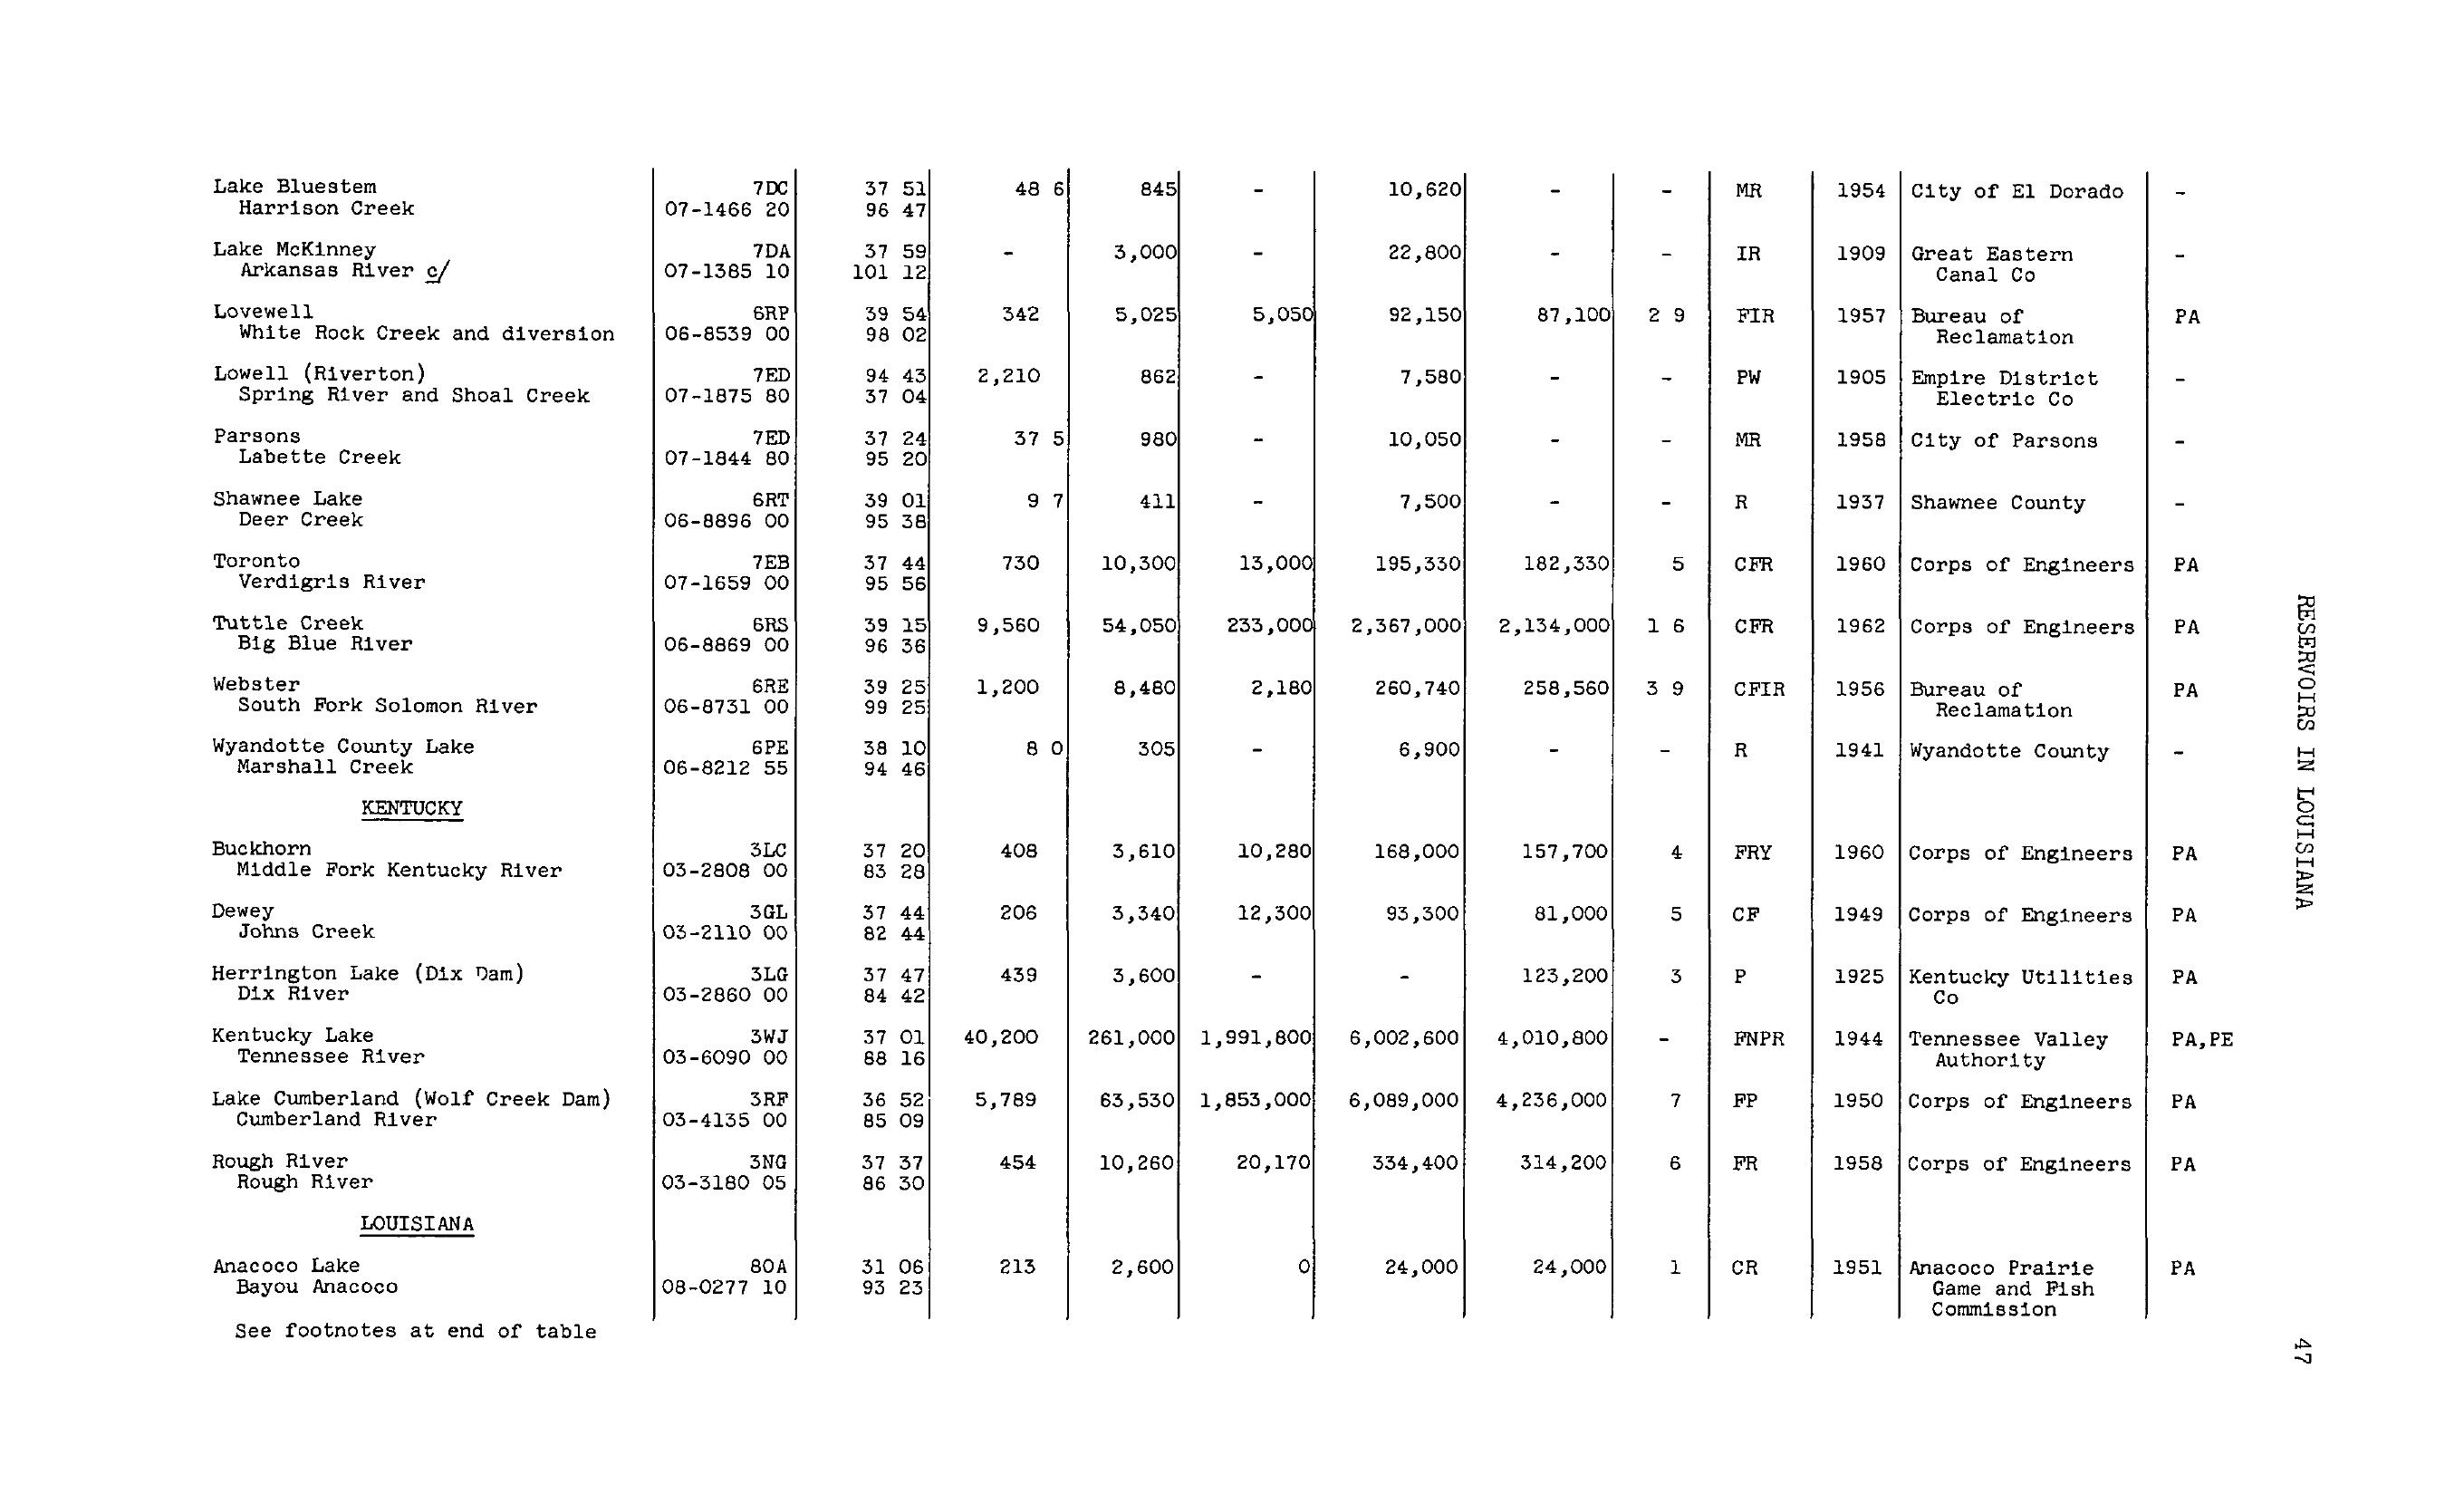 Lake Bluestem 7DC 37 51 48 6 845 - 10,620 - - MR 1954 City of El Dorado -
Harrison Creek 07-1466 20 96 47
Lake McKinney 7DA 37 59 - 3,000 - 22,800 - - IR 1909 Great Eastern -
Arkansas River c/ 07-1385 10 101 12 Canal Co
Lovewell 6RP 39 54 342 5,025 5,050 92,150 87,100 2 9 FIR 1957 Bureau of PA
White Rock Creek and diversion 06-8539 00 98 02 Reclamation
Lowell (Riverton) 7ED 94 43 2,210 862 - 7,580 - - PW 1905 Empire District -
Spring River and Shoal Creek 07-1875 80 37 04 Electric Co
Parsons 7ED 37 24 37 5 980 - 10,050 - - MR 1958 City of Parsons -
Labette Creek 07-1844 80 95 20
Shawnee Lake 6RT 39 01 9 7 411 - 7,500 - - R 1937 Shawnee County -
Deer Creek 06-8896 00 95 38
Toronto 7EB 37 44 730 10,300 13,000 195,330 182,330 5 CFR 1960 Corps of Engineers PA
Verdigris River 07-1659 00 95 56
Tuttle Creek 6RS 39 15 9,560 54,050 233,000 2,367,000 2,134,000 1 6 CFR 1962 Corps of Engineers PA
Big Blue River 06-8869 00 96 36
Webster 6RE 39 25 1,200 8,480 2,180 260,740 258,560 3 9 CFIR 1956 Bureau of PA
South Fork Solomon River 06-8731 00 99 25 Reclamation
Wyandotte County Lake 6PE 38 10 8 0 305 - 6,900 - - R 1941 Wyandotte County -
Marshall Creek 06-8212 55 94 46
KENTUCKY
Buckhorn 3LC 37 20 408 3,610 10,280 168,000 157,700 4 FRY 1960 Corps of Engineers PA
Middle Fork Kentucky River 03-2808 00 83 28
Dewey 3GL 37 44 206 3,340 12,300 93,300 81,000 5 CF 1949 Corps of Engineers PA
Johns Creek 03-2110 00 82 44
Herrington Lake (Dix Dam) 3LG 37 47 439 3,600 - - 123,200 3 P 1925 Kentucky Utilities PA
Dix River 03-2860 00 84 42 Co
Kentucky Lake 3WJ 37 01 40,200 261,000 1,991,800 6,002,600 4,010,800 - FNPR 1944 Tennessee Valley PA,PE
Tennessee River 03-6090 00 88 16 Authority
Lake Cumberland (Wolf Creek Dam) 3RF 36 52 5,789 63,530 1,853,000 6,089,000 4,236,000 7 FP 1950 Corps of Engineers PA
Cumberland River 03-4135 00 85 09
Rough River 3NG 37 37 454 10,260 20,170 334,400 314,200 6 FR 1958 Corps of Engineers PA
Rough River 03-3180 05 86 30
LOUISIANA
Anacoco Lake 8OA 31 06 213 2,600 0 24,000 24,000 1 CR 1951 Anacoco Prairie PA
Bayou Anacoco 08-0277 10 93 23 Game and Fish
Commission
See footnotes at end of table
RESERVOIRS IN LOUISIANA
47